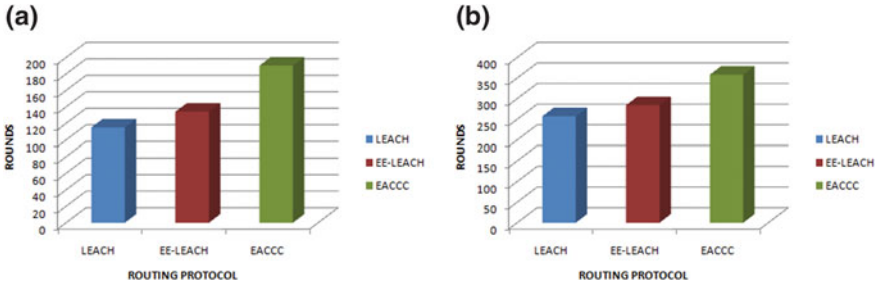 (a)
200
180
160
140
120
100
80
60
40
20
0
ROUNDS
LEACH
EE-LEACH
EACCC
ROUTING PROTOCOL
LEACH
EE-LEACH
EACCC
(b)
400
350
300
250
200
150
100
50
0
ROUNDS
LEACH
EE-LEACH
EACCC
ROUTING PROTOCOL
LEACH
EE-LEACH
EACCC